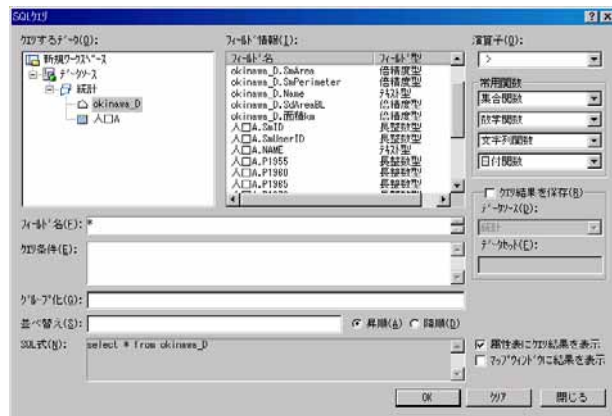 SQLクエリ
クエリするデータ(D):
新規ワークスペース
データソース
統計
okinawa_D
人口A
フィールド情報(I):
フィールド名 フィールド型
okinawa_D.SmArea 倍精度型
okinawa_D.SmPerimeter 倍精度型
okinawa_D.Name テキスト型
okinawa_D.SdAreaBL 倍精度型
okinawa_D.面積km 倍精度型
人口A.SmID 長整数型
人口A.SmUserID 長整数型
人口A.NAME テキスト型
人口A.P1955 長整数型
人口A.P1960 長整数型
人口A.P1965 長整数型
演算子(O):
>
常用関数
集合関数
数学関数
文字列関数
日付関数
クエリ結果を保存(R)
データソース(D):
統計
データセット(E):
フィールド名(F): *
クエリ条件(E):
グループ化(G):
並べ替え(S):
昇順(A) 降順(D)
SQL式(N): select * from okinawa_D
属性表にクエリ結果を表示
マップウィンドウに結果を表示
OK クリア 閉じる